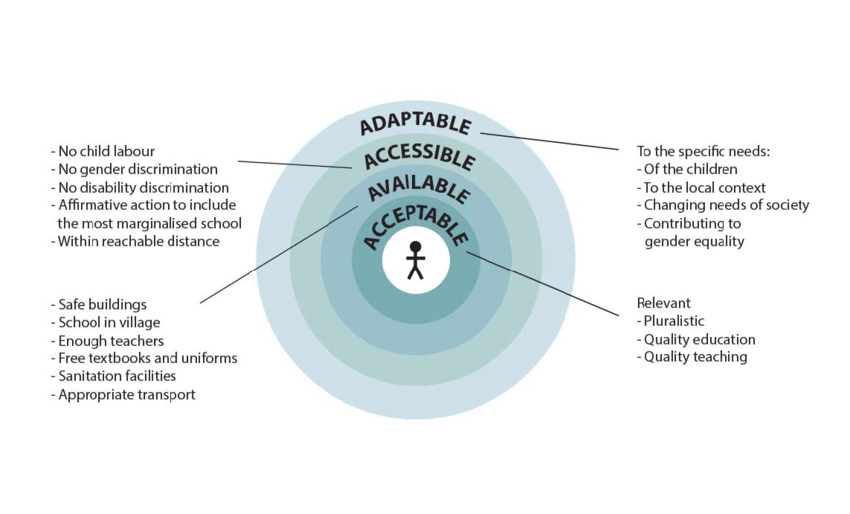 ADAPTABLE
ACCESSIBLE
AVAILABLE
ACCEPTABLE
- No child labour
- No gender discrimination
- No disability discrimination
- Affirmative action to include
the most marginalised school
- Within reachable distance
- Safe buildings
- School in village
- Enough teachers
- Free textbooks and uniforms
- Sanitation facilities
- Appropriate transport
To the specific needs:
- Of the children
- To the local context
- Changing needs of society
- Contributing to
gender equality
Relevant
- Pluralistic
- Quality education
- Quality teaching